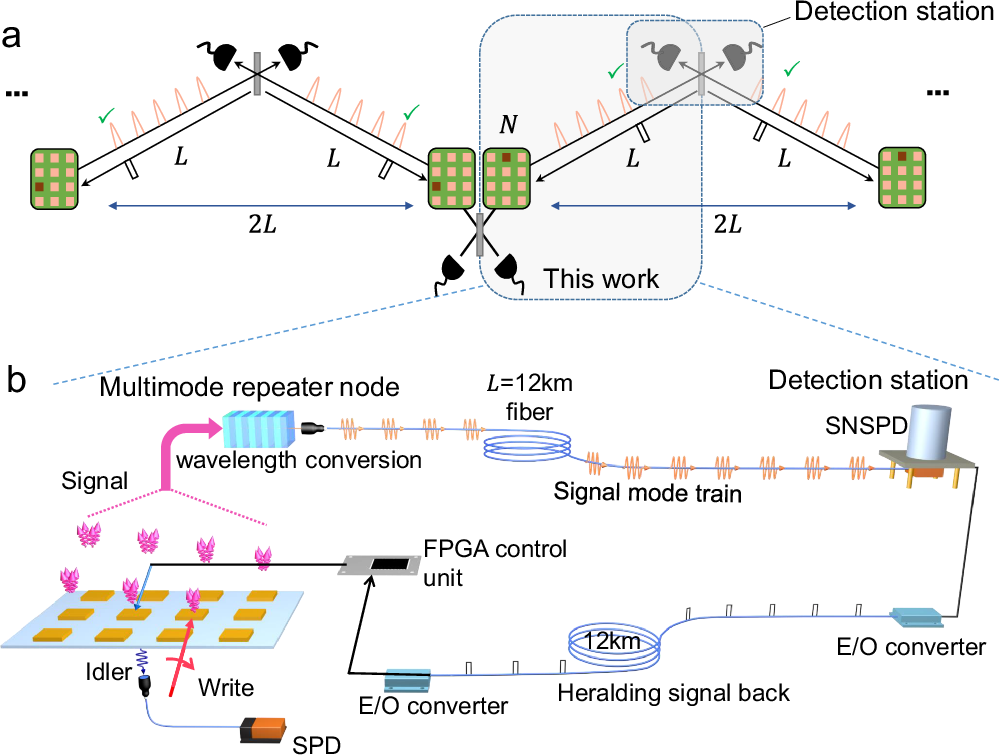 a
Detection station
...
...
N
L
L
L
L
2L
2L
This work
b
Multimode repeater node
L=12km
fiber
Detection station
SNSPD
wavelength conversion
Signal
Signal mode train
FPGA control
unit
12km
E/O converter
Idler
Write
Heralding signal back
E/O converter
SPD